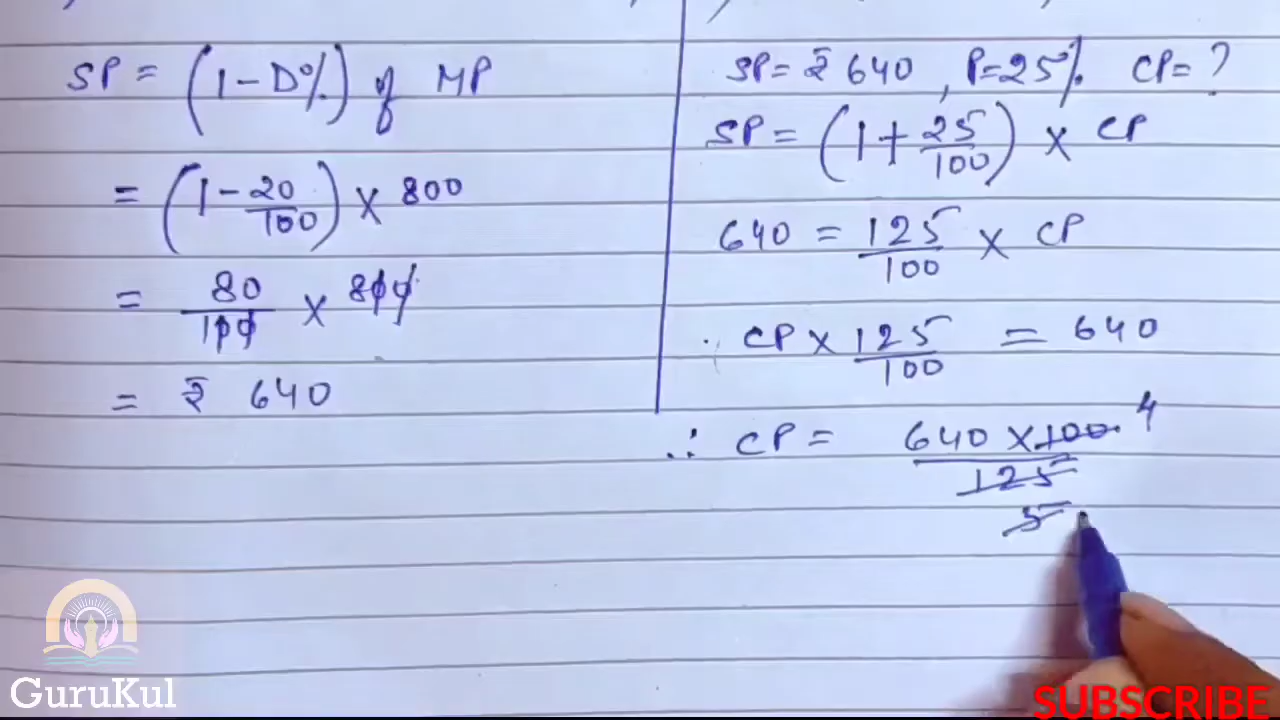 SP = (1 - D%) of MP
= (1 - 20/100) × 800
= 80/100 × 800
= ₹ 640
SP = ₹ 640, P = 25% CP = ?
SP = (1 + 25/100) × CP
640 = 125/100 × CP
CP × 125/100 = 640
∴ CP = 640 × 100 4
125
5
GuruKul
SUBSCRIBE